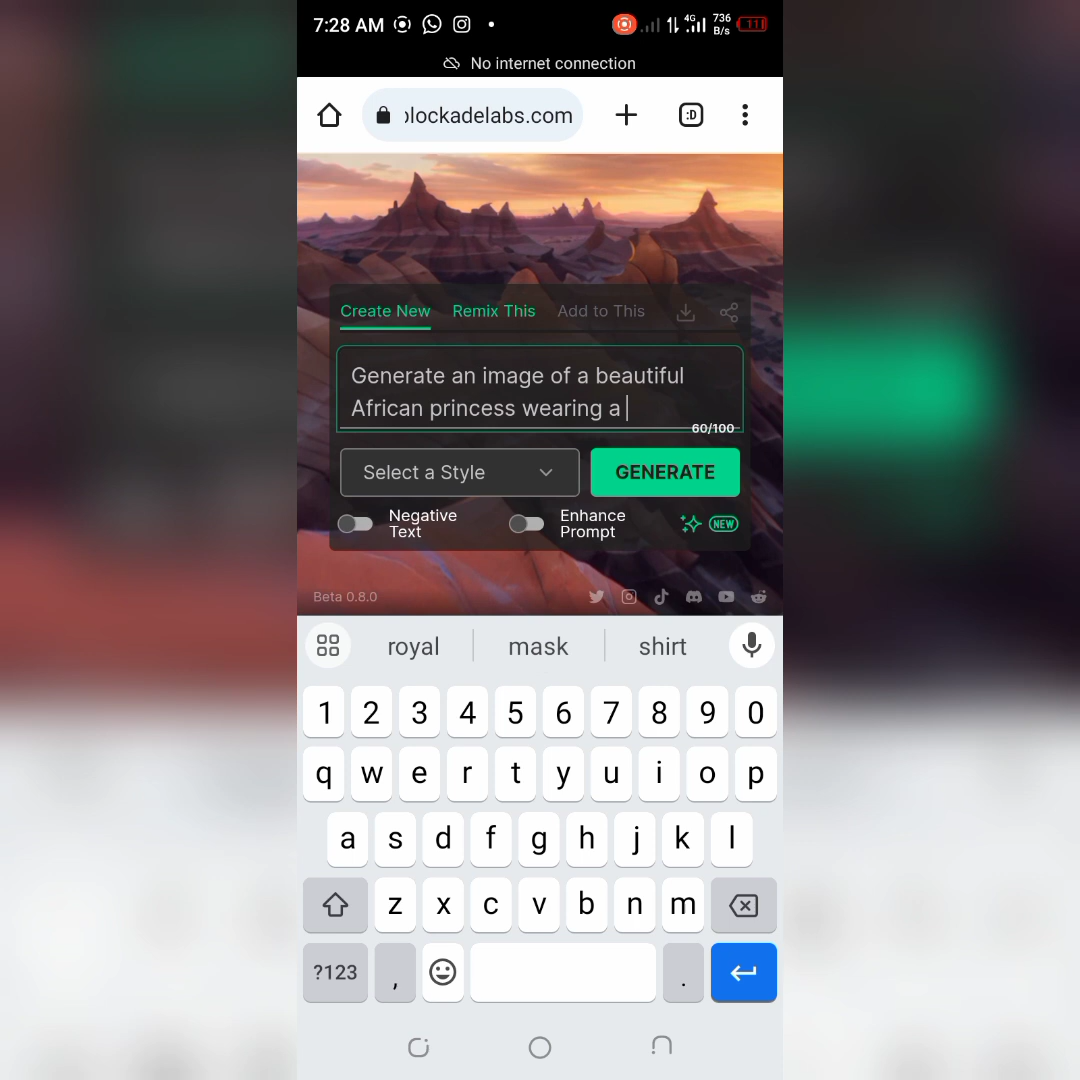 7:28 AM 4G 736 B/s 11
No internet connection
lockadelabs.com :D
Create New Remix This Add to This
Generate an image of a beautiful
African princess wearing a
60/100
Select a Style GENERATE
Negative Text Enhance Prompt NEW
Beta 0.8.0
royal mask shirt
1 2 3 4 5 6 7 8 9 0
q w e r t y u i o p
a s d f g h j k l
z x c v b n m
?123 , .